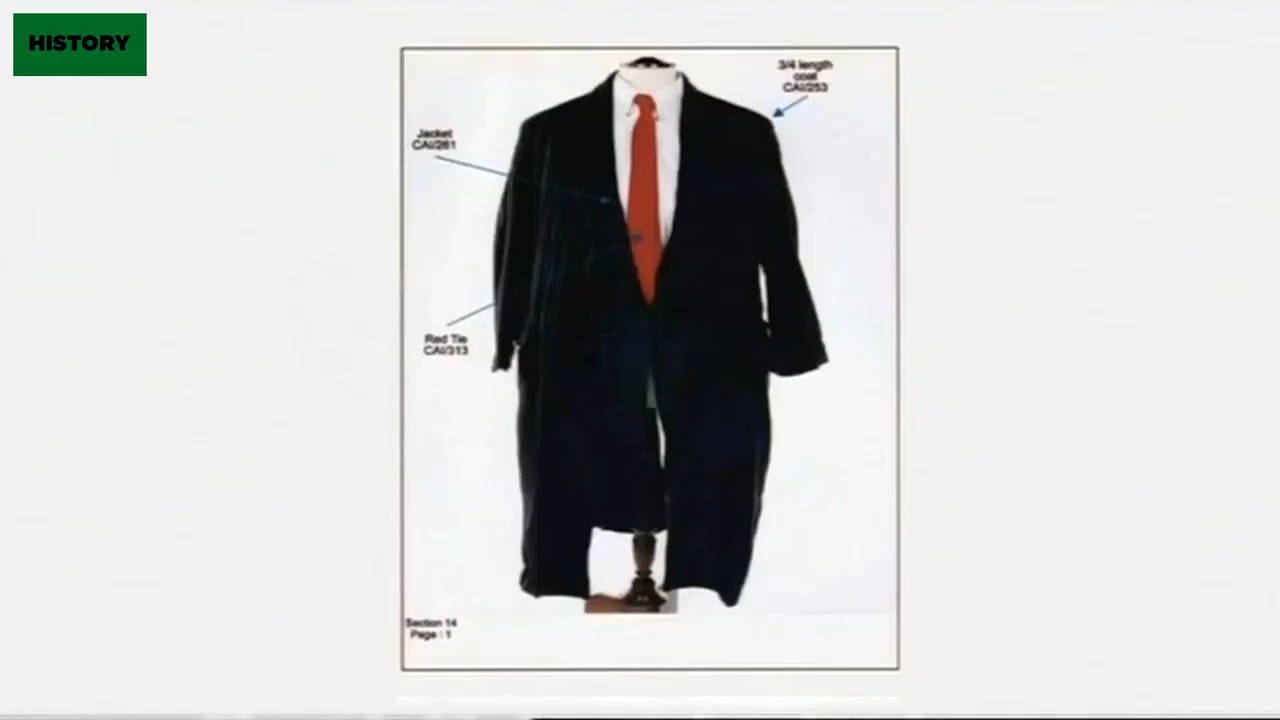 HISTORY
3/4 length
coat
CAI/253
Jacket
CAI/261
Red Tie
CAI/313
Section 14
Page : 1